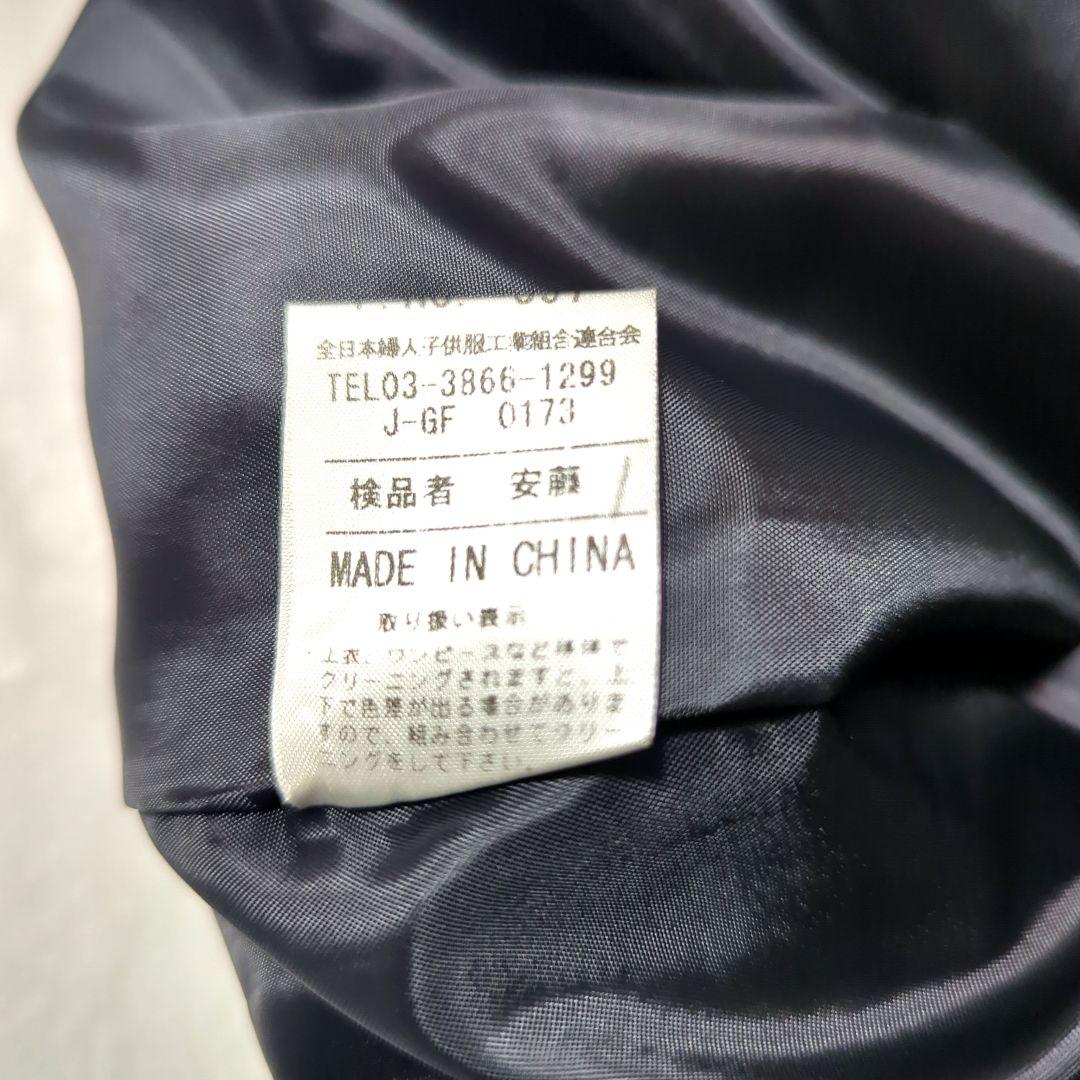 全日本婦人子供服工業組合連合会
TEL03-3866-1299
J-GF 0173
検品者 安藤
MADE IN CHINA
取り扱い表示
上衣、ワンピースなど単体で
クリーニングされますと、上
下で色差が出る場合がありま
すので、組み合わせてクリー
ニングをして下さい。